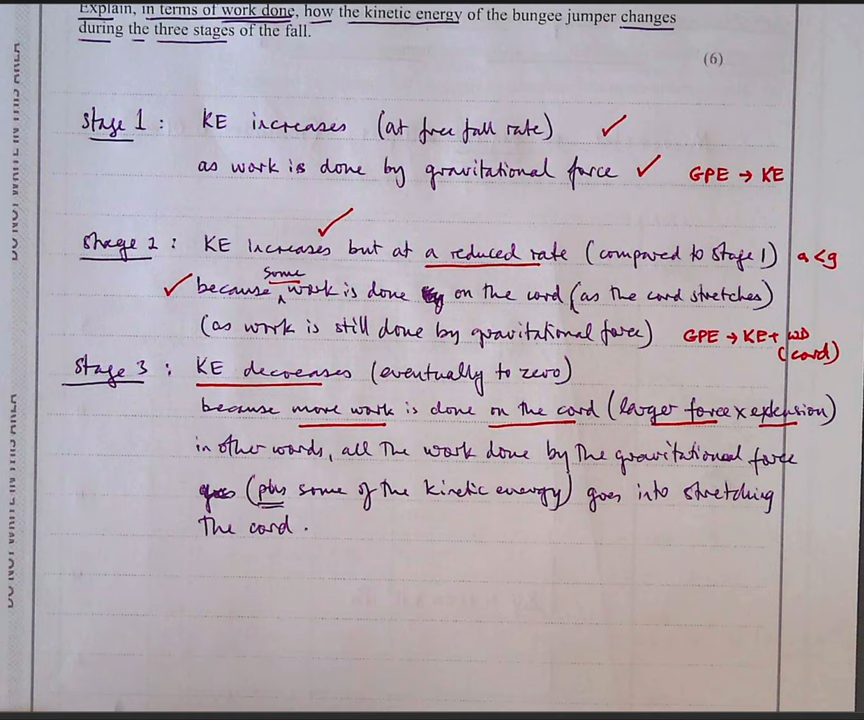 Explain, in terms of work done, how the kinetic energy of the bungee jumper changes
during the three stages of the fall.
(6)
Stage 1 : KE increases (at free fall rate) ✓
as work is done by gravitational force ✓ GPE → KE
✓
Stage 2 : KE increases but at a reduced rate (compared to Stage 1) a<g
✓ because some work is done on the cord (as the cord stretches)
(as work is still done by gravitational force) GPE → KE + WD
(cord)
Stage 3 : KE decreases (eventually to zero)
because more work is done on the cord (larger force × extension)
in other words, all the work done by the gravitational force
(plus some of the kinetic energy) goes into stretching
the cord.